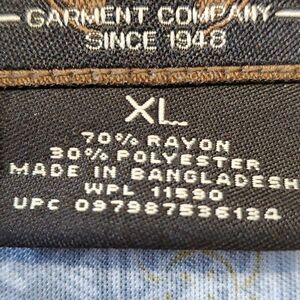 GARMENT COMPANY
SINCE 1948
XL
70% RAYON
30% POLYESTER
MADE IN BANGLADESH
WPL 11590
UPC 097987536134